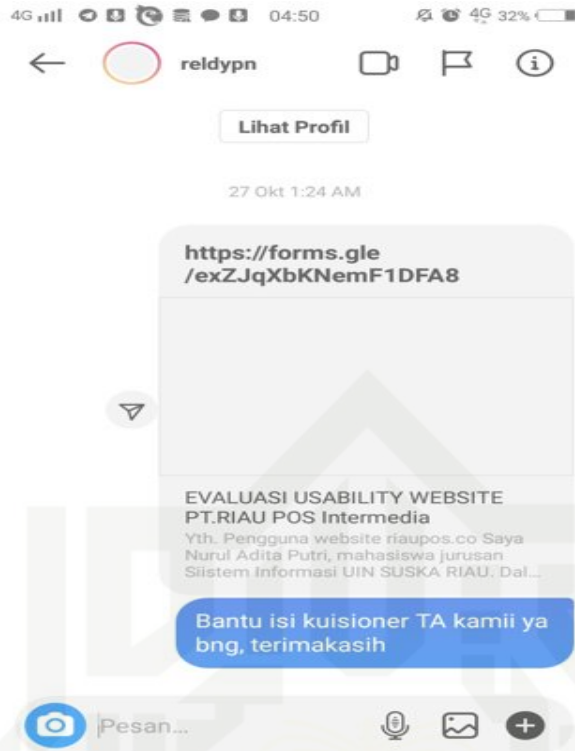 4G 04:50 4G 32%
reldypn
Lihat Profil
27 Okt 1:24 AM
https://forms.gle
/exZJqXbKNemF1DFA8
EVALUASI USABILITY WEBSITE
PT.RIAU POS Intermedia
Yth. Pengguna website riaupos.co Saya
Nurul Adita Putri, mahasiswa jurusan
Siistem Informasi UIN SUSKA RIAU. Dal...
Bantu isi kuisioner TA kamii ya
bng, terimakasih
Pesan...